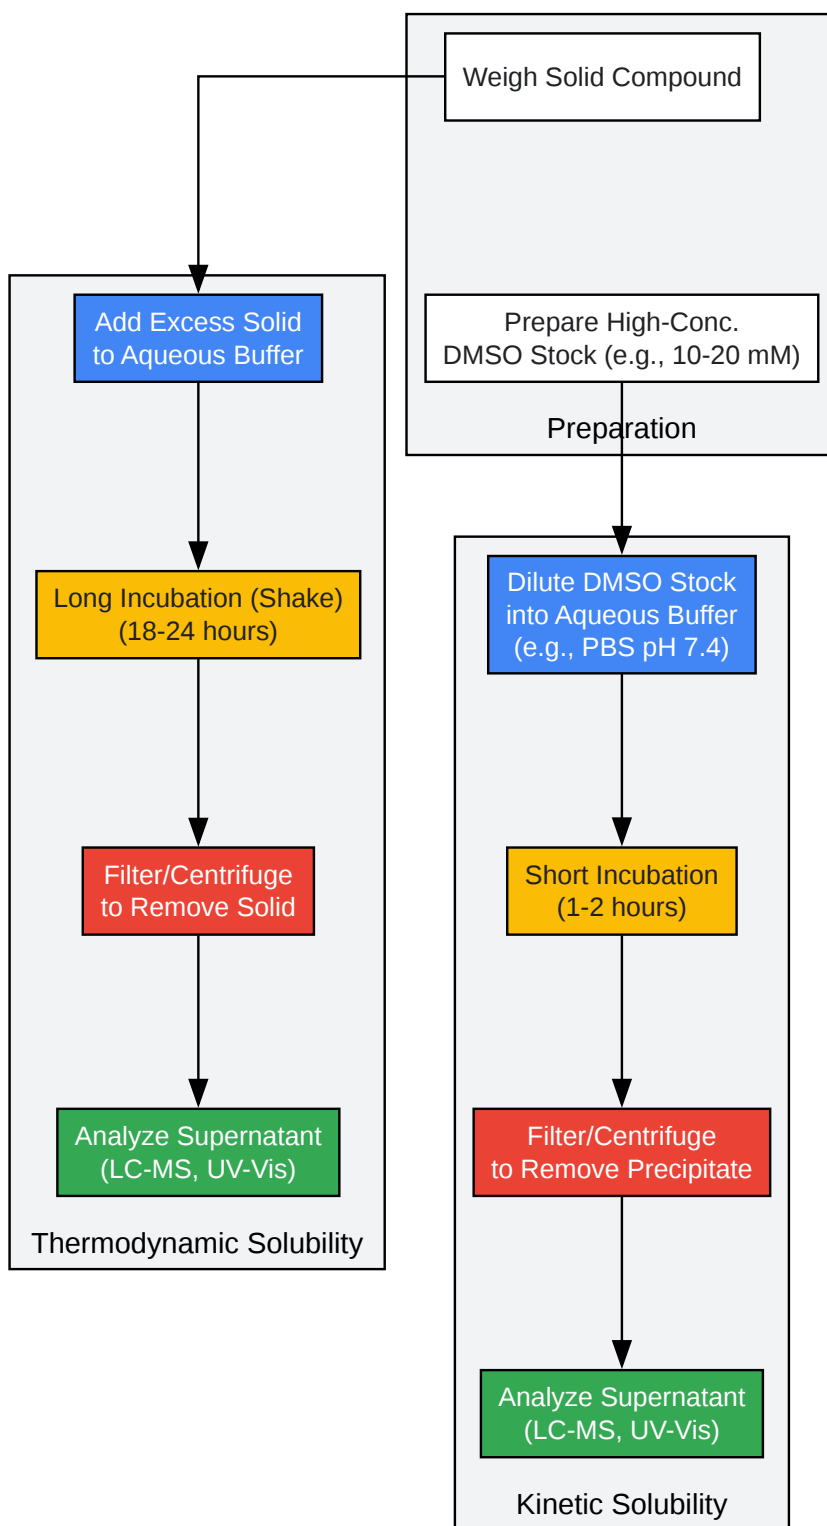 Weigh Solid Compound
Prepare High-Conc.
DMSO Stock (e.g., 10-20 mM)
Preparation
Add Excess Solid
to Aqueous Buffer
Long Incubation (Shake)
(18-24 hours)
Filter/Centrifuge
to Remove Solid
Analyze Supernatant
(LC-MS, UV-Vis)
Thermodynamic Solubility
Dilute DMSO Stock
into Aqueous Buffer
(e.g., PBS pH 7.4)
Short Incubation
(1-2 hours)
Filter/Centrifuge
to Remove Precipitate
Analyze Supernatant
(LC-MS, UV-Vis)
Kinetic Solubility